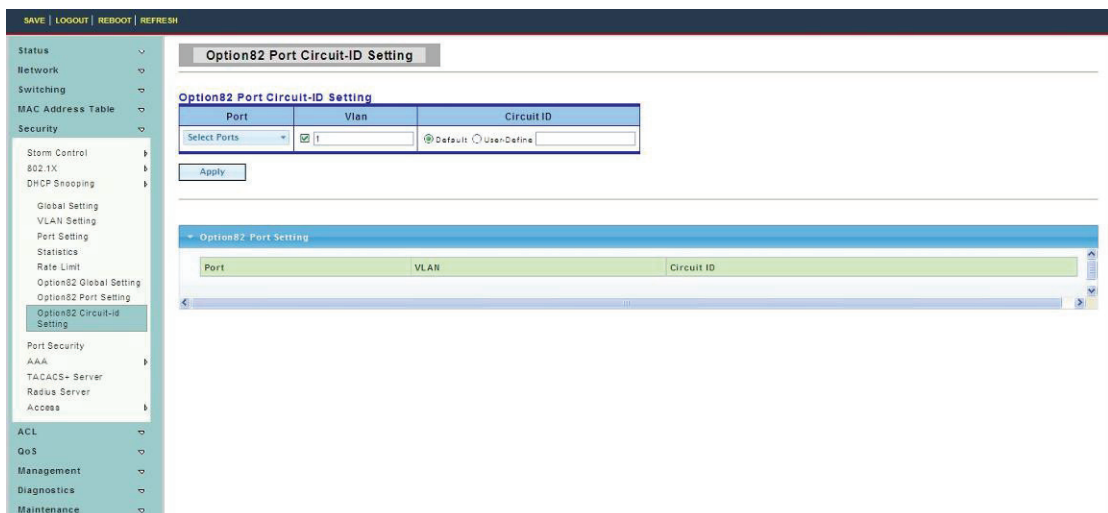 SAVE | LOGOUT | REBOOT | REFRESH
Status
Network
Switching
MAC Address Table
Security
Storm Control
802.1X
DHCP Snooping
Global Setting
VLAN Setting
Port Setting
Statistics
Rate Limit
Option82 Global Setting
Option82 Port Setting
Option82 Circuit-id
Setting
Port Security
AAA
TACACS+ Server
Radius Server
Access
ACL
QoS
Management
Diagnostics
Maintenance
Option82 Port Circuit-ID Setting
Option82 Port Circuit-ID Setting
Port Vlan Circuit ID
Select Ports 1 Default User-Define
Apply
Option82 Port Setting
Port VLAN Circuit ID